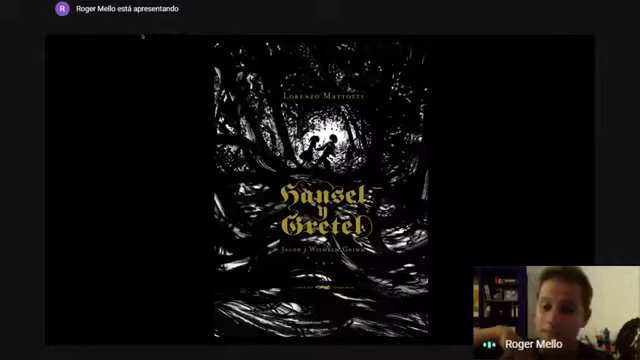 R
Roger Mello está apresentando
LORENZO MATTOTTI
Hansel
y
Gretel
JACOB Y WILHELM GRIMM
Roger Mello